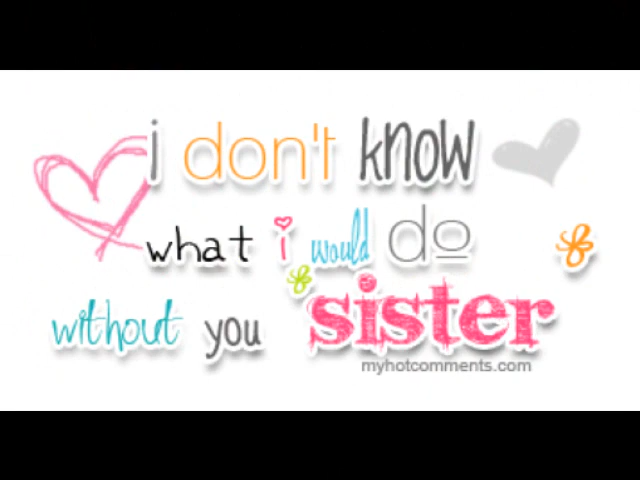 i don't know
what i would do
without you sister
myhotcomments.com